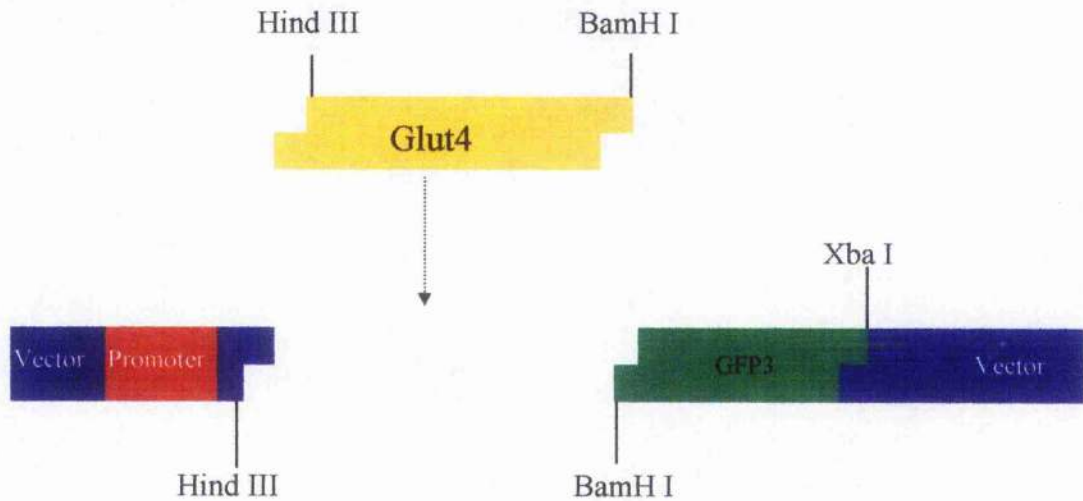 Hind III BamH I
Glut4
Xba I
Vector Promoter GFP3 Vector
Hind III BamH I